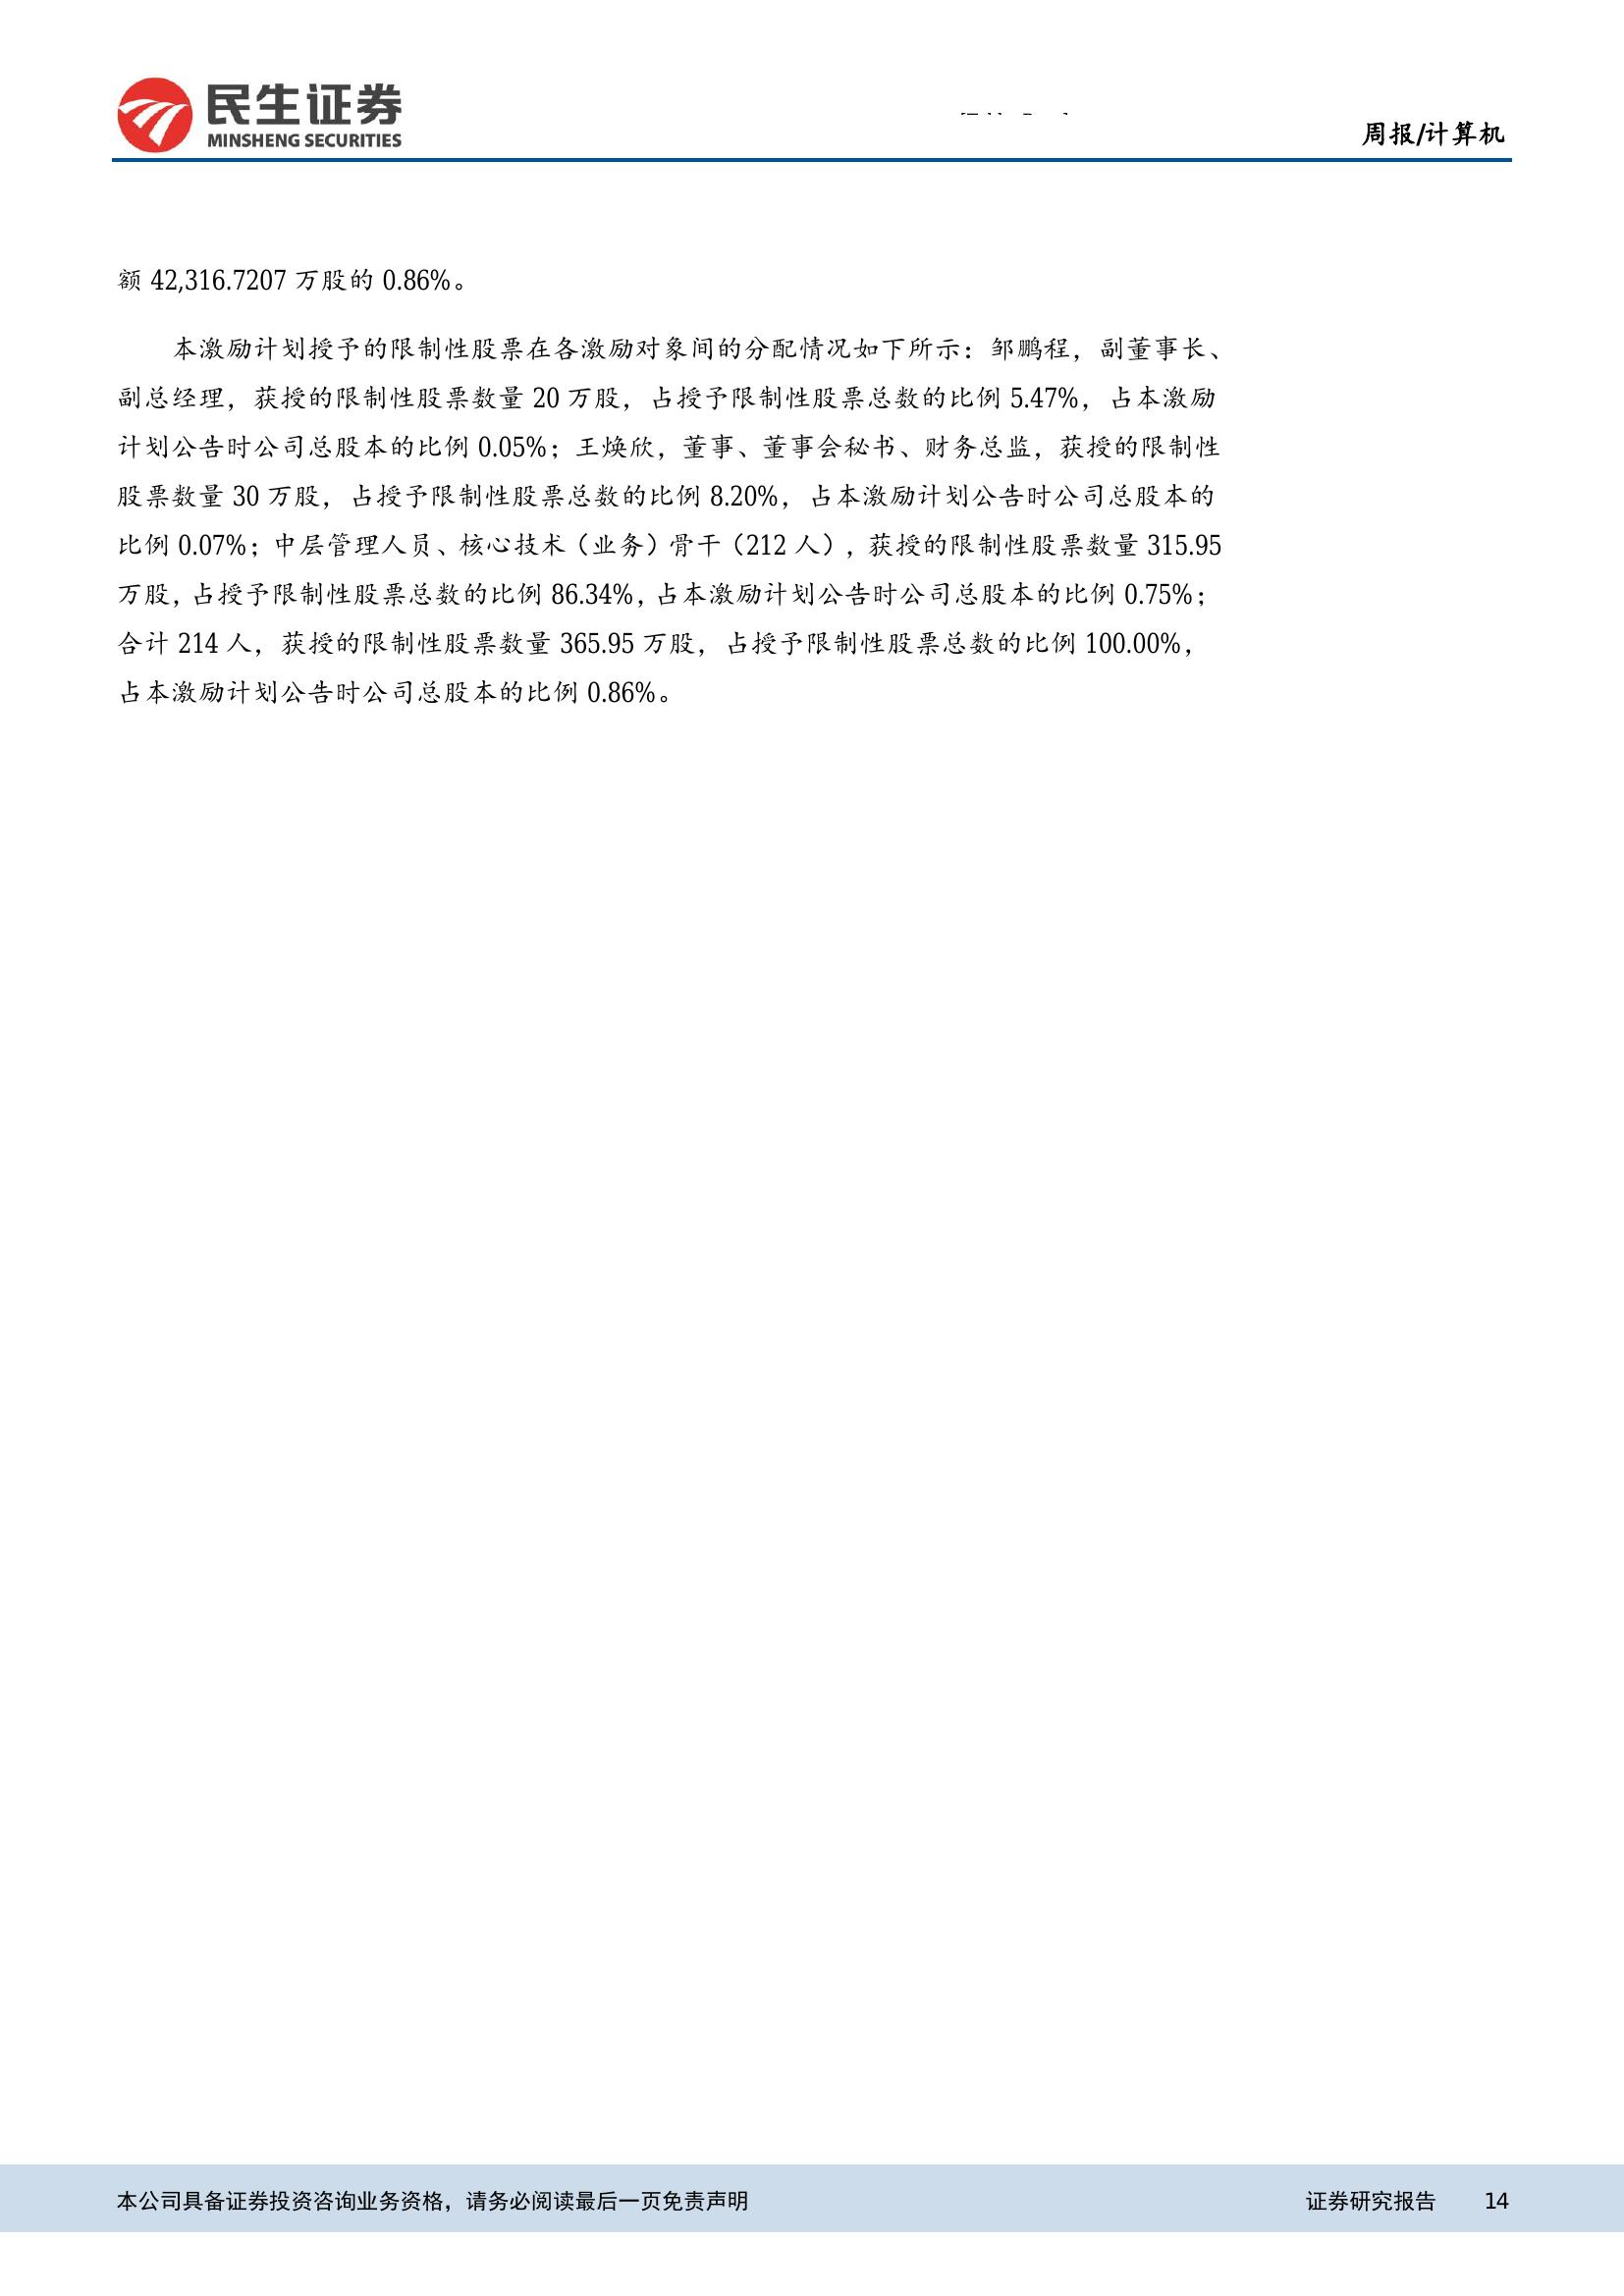 民生证券
MINSHENG SECURITIES
周报/计算机
额 42,316.7207 万股的 0.86%。
本激励计划授予的限制性股票在各激励对象间的分配情况如下所示：邹鹏程，副董事长、
副总经理，获授的限制性股票数量 20 万股，占授予限制性股票总数的比例 5.47%，占本激励
计划公告时公司总股本的比例 0.05%；王焕欣，董事、董事会秘书、财务总监，获授的限制性
股票数量 30 万股，占授予限制性股票总数的比例 8.20%，占本激励计划公告时公司总股本的
比例 0.07%；中层管理人员、核心技术（业务）骨干（212 人），获授的限制性股票数量 315.95
万股，占授予限制性股票总数的比例 86.34%，占本激励计划公告时公司总股本的比例 0.75%；
合计 214 人，获授的限制性股票数量 365.95 万股，占授予限制性股票总数的比例 100.00%，
占本激励计划公告时公司总股本的比例 0.86%。
本公司具备证券投资咨询业务资格，请务必阅读最后一页免责声明
证券研究报告 14